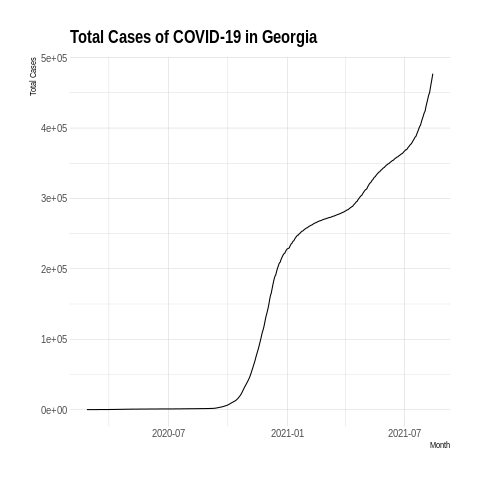 Total Cases of COVID-19 in Georgia
Total Cases
5e+05
4e+05
3e+05
2e+05
1e+05
0e+00
2020-07
2021-01
2021-07
Month